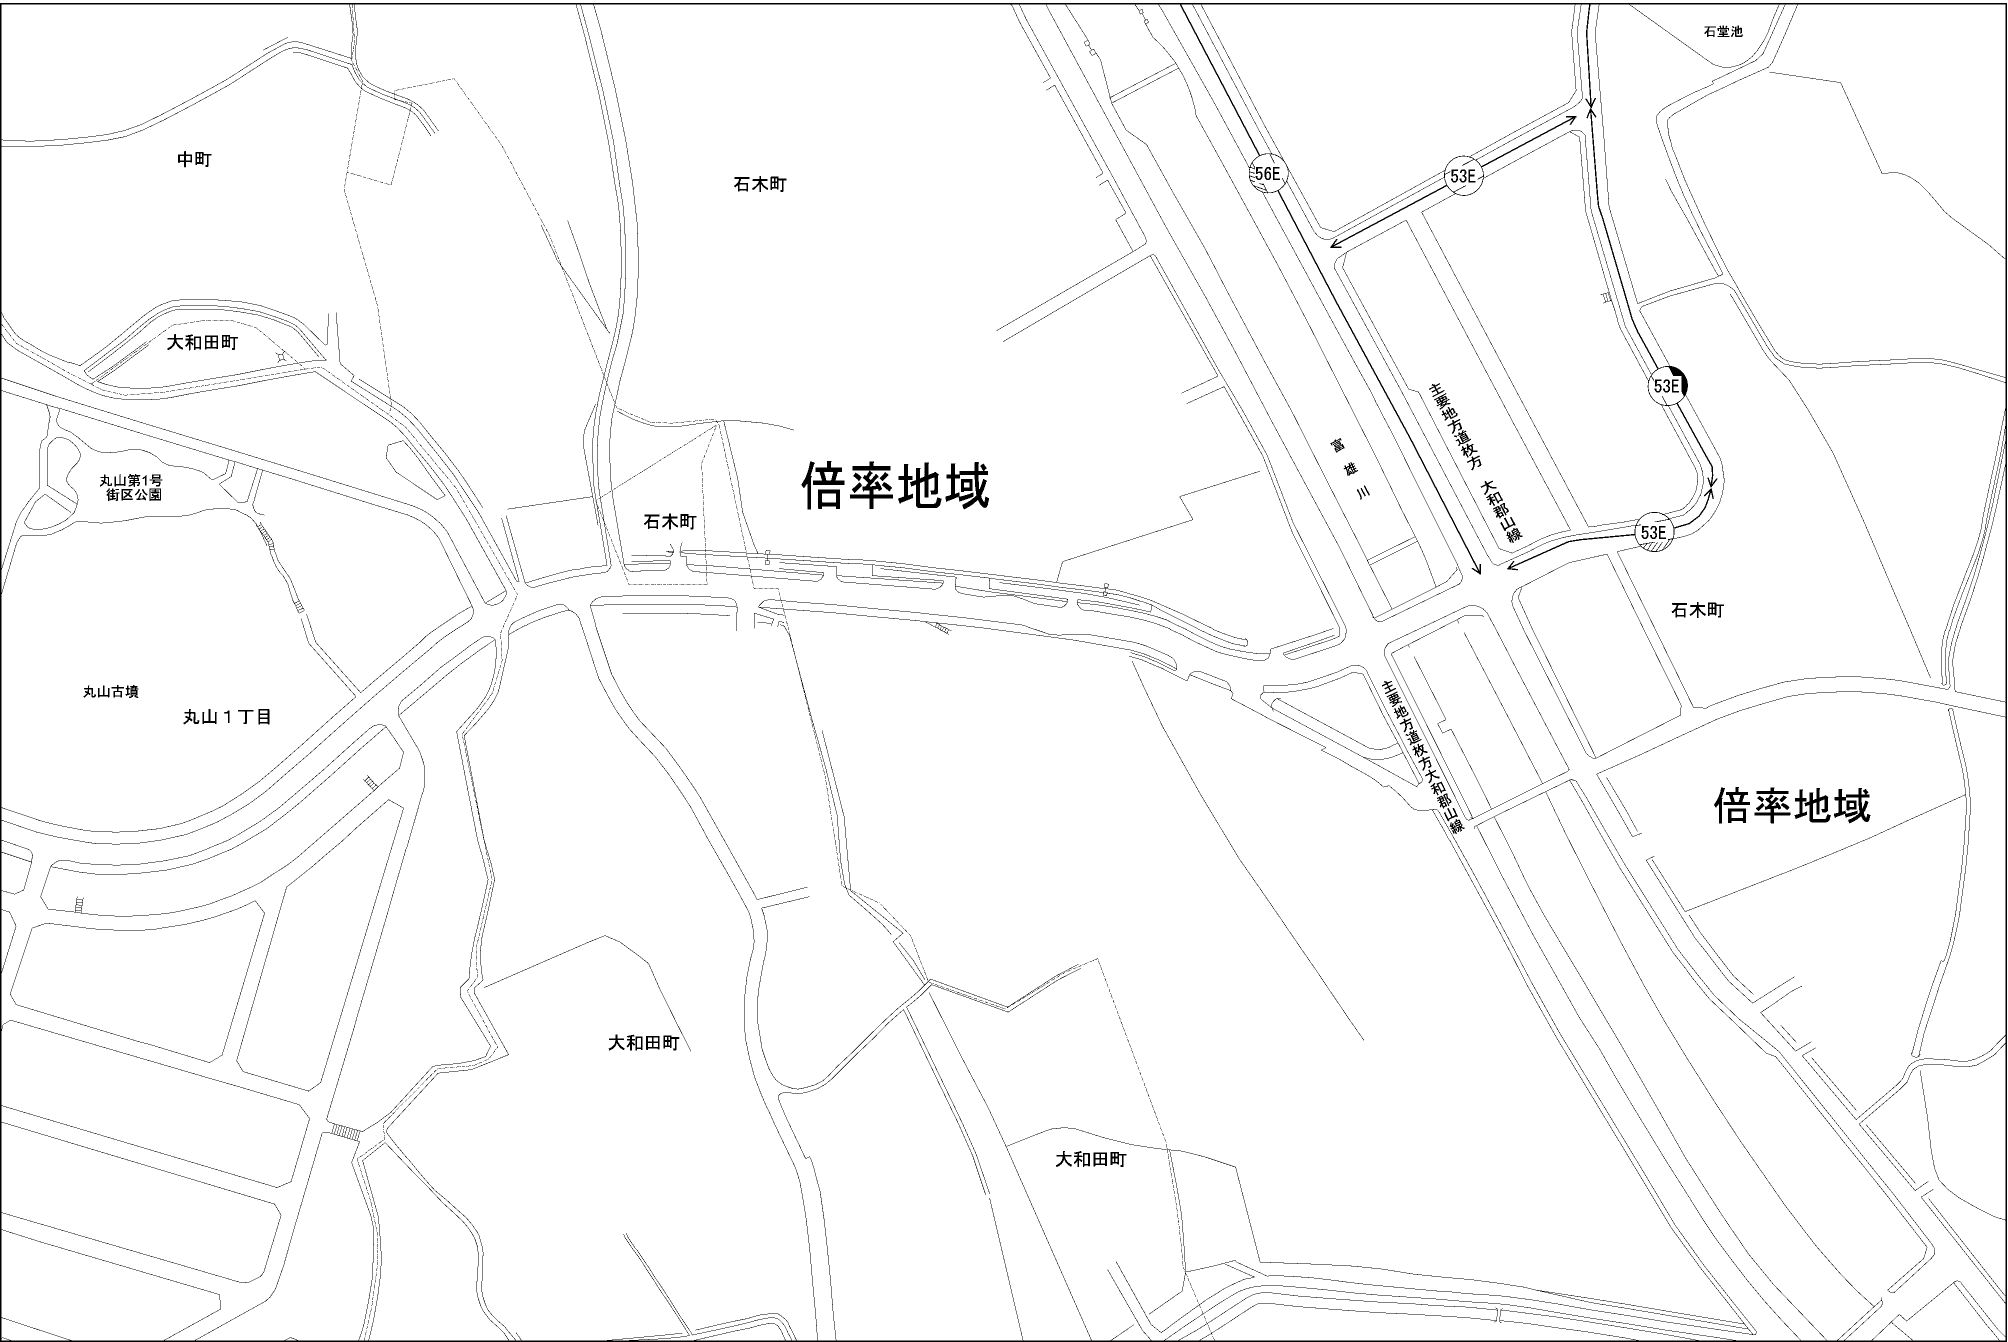 石堂池
中町
石木町
56E
53E
大和田町
53E
主要地方道枚方 大和郡山線
富雄川
倍率地域
丸山第1号
街区公園
石木町
53E
石木町
丸山古墳
丸山１丁目
主要地方道枚方大和郡山線
倍率地域
大和田町
大和田町